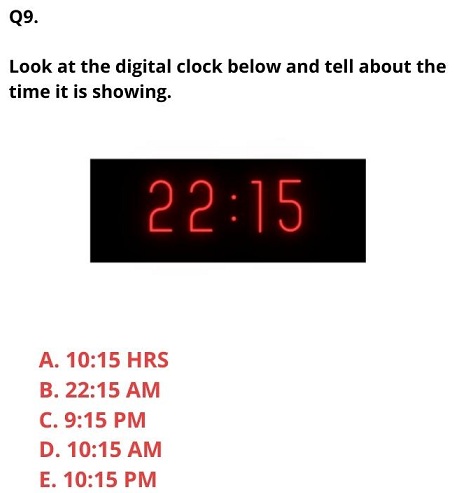 Q9.
Look at the digital clock below and tell about the
time it is showing.
22:15
A. 10:15 HRS
B. 22:15 AM
C. 9:15 PM
D. 10:15 AM
E. 10:15 PM